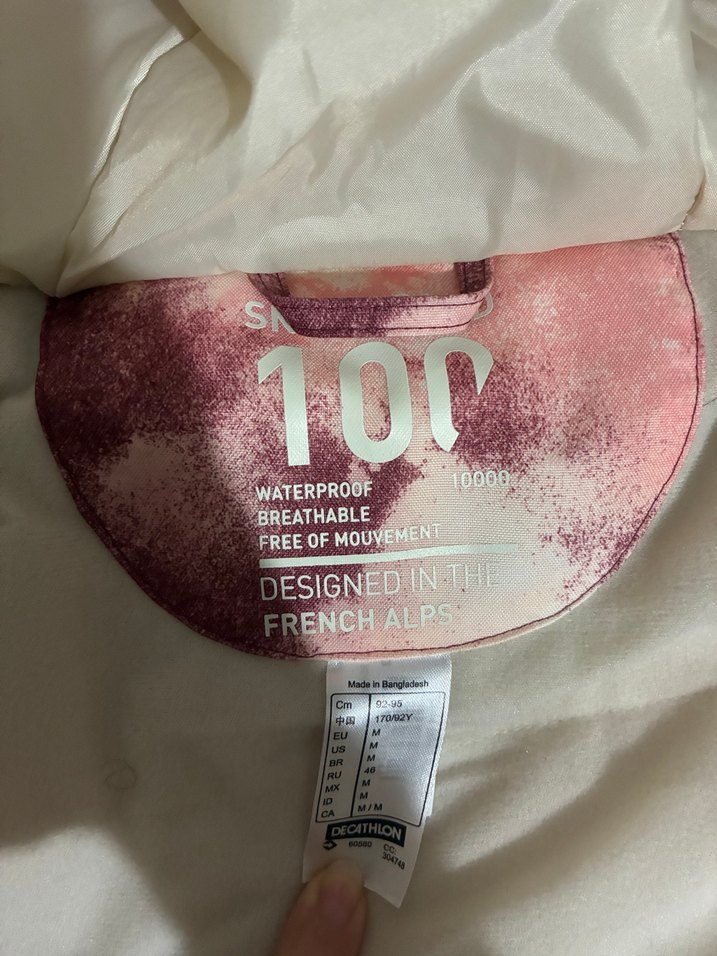 100
WATERPROOF 10000
BREATHABLE
FREE OF MOUVEMENT
DESIGNED IN THE
FRENCH ALPS
Made in Bangladesh
Cm 92-95
中国 170/92Y
EU M
US M
BR M
RU 46
MX M
ID M
CA M / M
DECATHLON
60580 CC:
304748